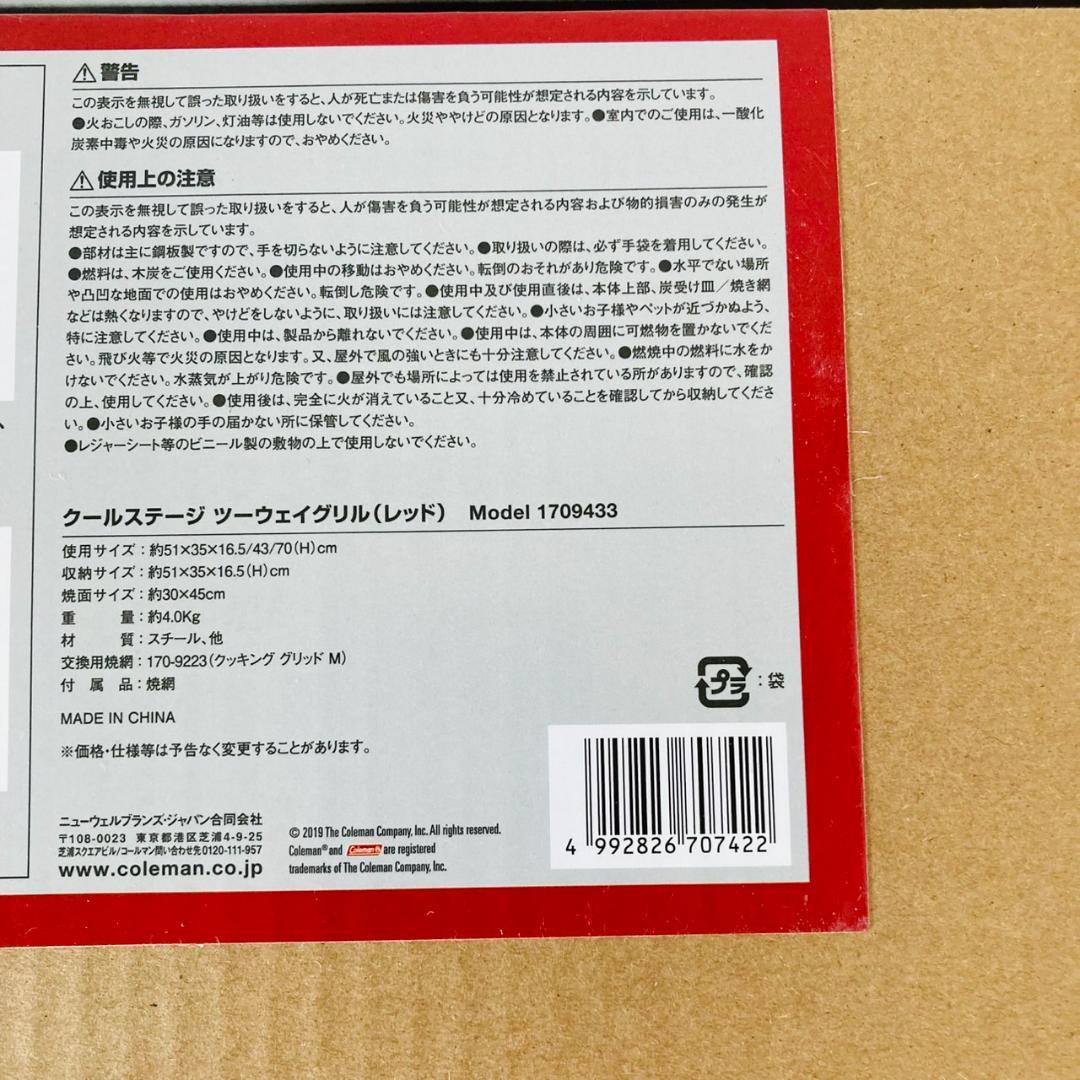 ⚠警告
この表示を無視して誤った取り扱いをすると、人が死亡または傷害を負う可能性が想定される内容を示しています。
●火おこしの際、ガソリン、灯油等は使用しないでください。火災ややけどの原因となります。●室内でのご使用は、一酸化
炭素中毒や火災の原因になりますので、おやめください。
⚠使用上の注意
この表示を無視して誤った取り扱いをすると、人が傷害を負う可能性が想定される内容および物的損害のみの発生が
想定される内容を示しています。
●部材は主に鋼板製ですので、手を切らないように注意してください。●取り扱いの際は、必ず手袋を着用してください。
●燃料は、木炭をご使用ください。●使用中の移動はおやめください。転倒のおそれがあり危険です。●水平でない場所
や凸凹な地面での使用はおやめください。転倒し危険です。●使用中及び使用直後は、本体上部、炭受け皿／焼き網
などは熱くなりますので、やけどをしないように、取り扱いには注意してください。●小さいお子様やペットが近づかぬよう、
特に注意してください。●使用中は、製品から離れないでください。●使用中は、本体の周囲に可燃物を置かないでくだ
さい。飛び火等で火災の原因となります。又、屋外で風の強いときにも十分注意してください。●燃焼中の燃料に水をか
けないでください。水蒸気が上がり危険です。●屋外でも場所によっては使用を禁止されている所がありますので、確認
の上、使用してください。●使用後は、完全に火が消えていること又、十分冷めていることを確認してから収納してくださ
い。●小さいお子様の手の届かない所に保管してください。
●レジャーシート等のビニール製の敷物の上で使用しないでください。
クールステージ ツーウェイグリル（レッド） Model 1709433
使用サイズ：約51×35×16.5/43/70（H）cm
収納サイズ：約51×35×16.5（H）cm
焼面サイズ：約30×45cm
重 量：約4.0Kg
材 質：スチール、他
交換用焼網：170-9223（クッキング グリッド M）
付 属 品：焼網
プラ：袋
MADE IN CHINA
※価格・仕様等は予告なく変更することがあります。
ニューウェルブランズ・ジャパン合同会社
〒108-0023 東京都港区芝浦4-9-25
芝浦スクエアビル/コールマン問い合わせ先0120-111-957
www.coleman.co.jp
© 2019 The Coleman Company, Inc. All rights reserved.
Coleman® and Coleman® are registered
trademarks of The Coleman Company, Inc.
4 992826 707422